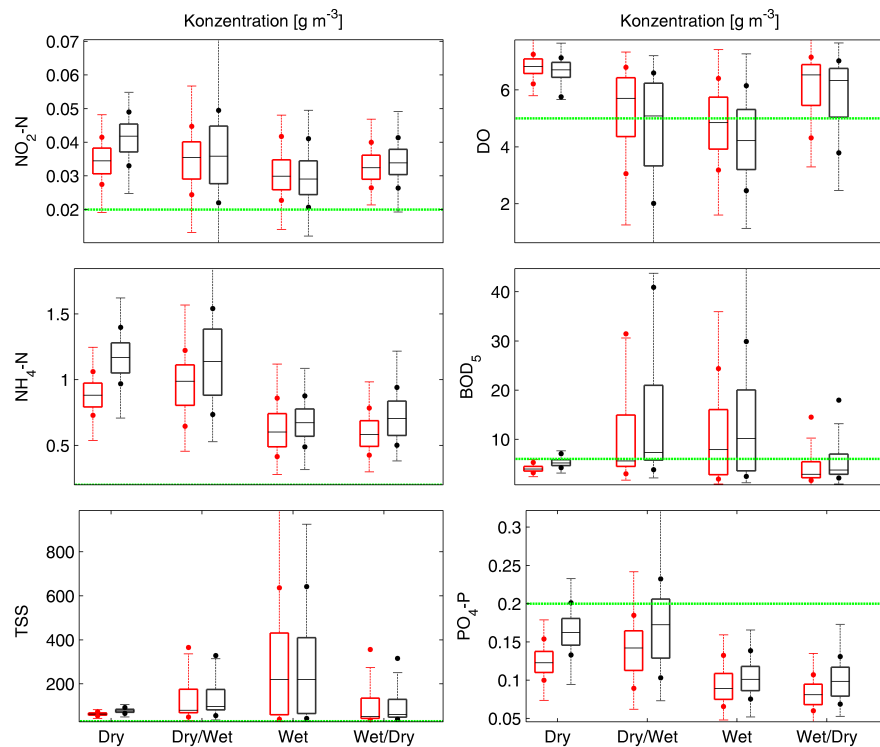 Konzentration [g m⁻³]
Konzentration [g m⁻³]
NO₂-N
0.07
0.06
0.05
0.04
0.03
0.02
DO
6
4
2
NH₄-N
1.5
1
0.5
BOD₅
40
30
20
10
TSS
800
600
400
200
Dry
Dry/Wet
Wet
Wet/Dry
PO₄-P
0.3
0.25
0.2
0.15
0.1
0.05
Dry
Dry/Wet
Wet
Wet/Dry